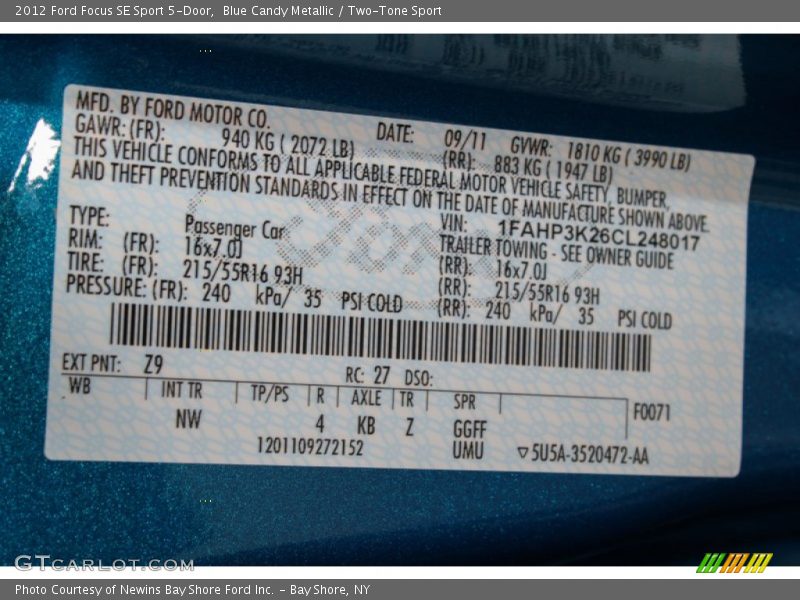 2012 Ford Focus SE Sport 5-Door, Blue Candy Metallic / Two-Tone Sport
MFD. BY FORD MOTOR CO.
DATE: 09/11 GVWR: 1810 KG ( 3990 LB)
GAWR: (FR): 940 KG ( 2072 LB) (RR): 883 KG ( 1947 LB)
THIS VEHICLE CONFORMS TO ALL APPLICABLE FEDERAL MOTOR VEHICLE SAFETY, BUMPER,
AND THEFT PREVENTION STANDARDS IN EFFECT ON THE DATE OF MANUFACTURE SHOWN ABOVE.
VIN: 1FAHP3K26CL248017
TYPE: Passenger Car TRAILER TOWING - SEE OWNER GUIDE
RIM: (FR): 16x7.0J (RR): 16x7.0J
TIRE: (FR): 215/55R16 93H (RR): 215/55R16 93H
PRESSURE: (FR): 240 kPa/ 35 PSI COLD (RR): 240 kPa/ 35 PSI COLD
EXT PNT: Z9 RC: 27 DSO:
WB INT TR TP/PS R AXLE TR SPR F0071
NW 4 KB Z GGFF
1201109272152 UMU ▽5U5A-3520472-AA
GTCarLot.com
Photo Courtesy of Newins Bay Shore Ford Inc. - Bay Shore, NY